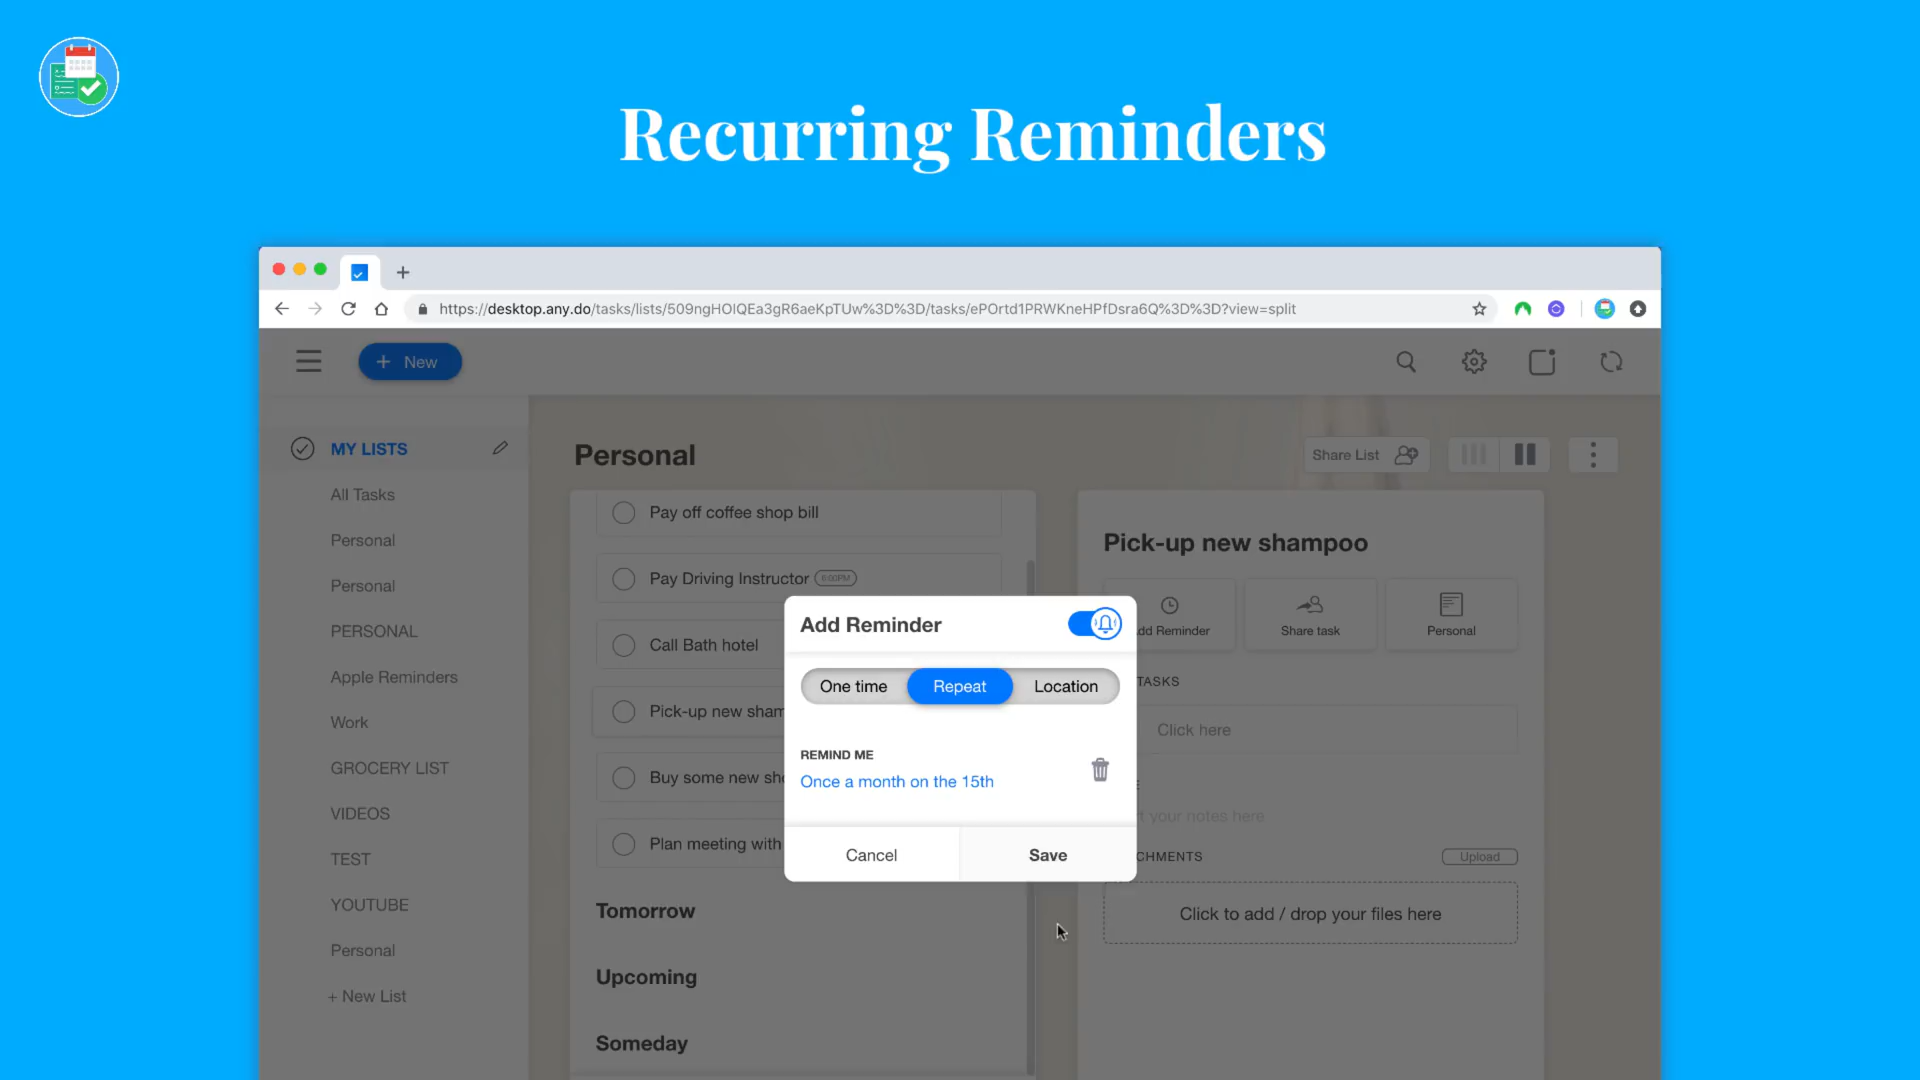 Recurring Reminders
https://desktop.any.do/tasks/lists/509ngHOlQEa3gR6aeKpTUw%3D%3D/tasks/ePOrtd1PRWKneHPfDsra6Q%3D%3D?view=split
+ New
MY LISTS
All Tasks
Personal
Personal
PERSONAL
Apple Reminders
Work
GROCERY LIST
VIDEOS
TEST
YOUTUBE
Personal
+ New List
Personal
Share List
Pay off coffee shop bill
Pay Driving Instructor 6:00PM
Call Bath hotel
Pick-up new sham
Buy some new sho
Plan meeting with
Tomorrow
Upcoming
Someday
Add Reminder
One time
Repeat
Location
REMIND ME
Once a month on the 15th
Cancel
Save
Pick-up new shampoo
dd Reminder
Share task
Personal
TASKS
Click here
t your notes here
CHMENTS
Upload
Click to add / drop your files here